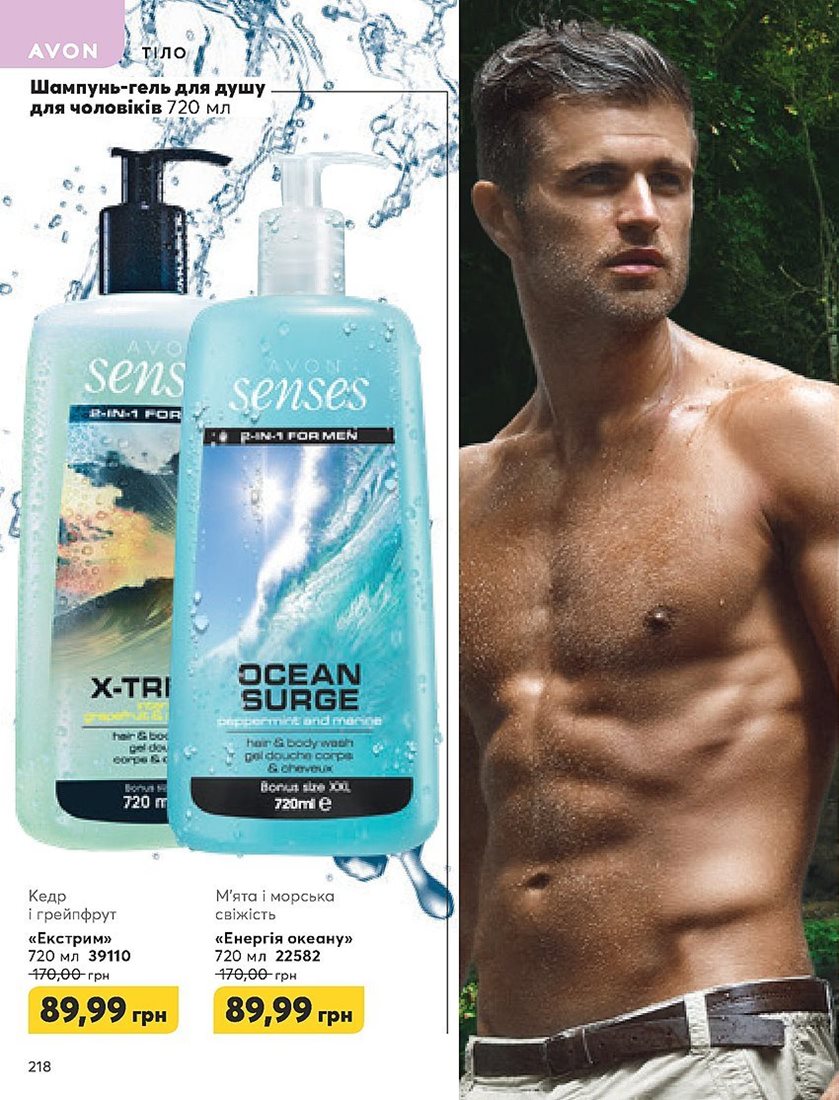 AVON
ТІЛО
Шампунь-гель для душу
для чоловіків 720 мл
AVON
senses
2-IN-1 FOR
X-TR
grapefruit &
hair &
gel
corps &
Bonus
720
AVON
senses
2-IN-1 FOR MEN
OCEAN
SURGE
peppermint and marine
hair & body wash
gel douche corps
& cheveux
Bonus size XXL
720ml e
Кедр
і грейпфрут
«Екстрим»
720 мл 39110
170,00 грн
89,99 грн
М'ята і морська
свіжість
«Енергія океану»
720 мл 22582
170,00 грн
89,99 грн
218